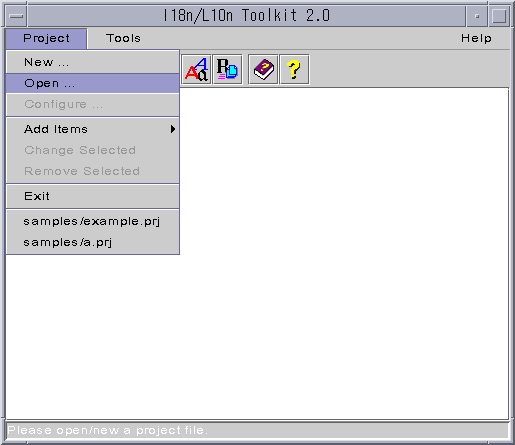 I18n/L10n Toolkit 2.0
Project Tools Help
New ...
Open ...
Configure ...
Add Items
Change Selected
Remove Selected
Exit
samples/example.prj
samples/a.prj
Please open/new a project file.